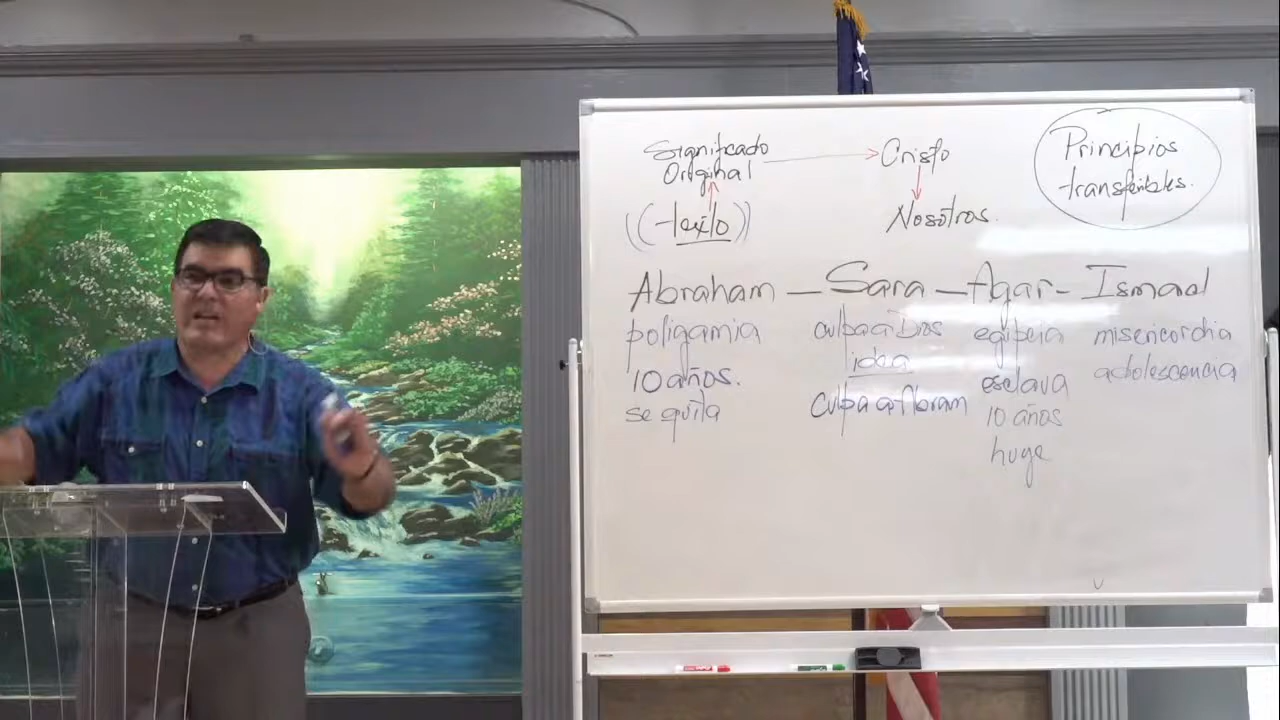 Significado
Original
Cristo
Principios
transferibles.
((texto))
Nosotros.
Abraham — Sara — Agar - Ismael
poligamia
culpa a Dios
egipcia
misericordia
10 años.
idea
esclava
adolescencia
se quita
culpa a Abram
10 años
huye